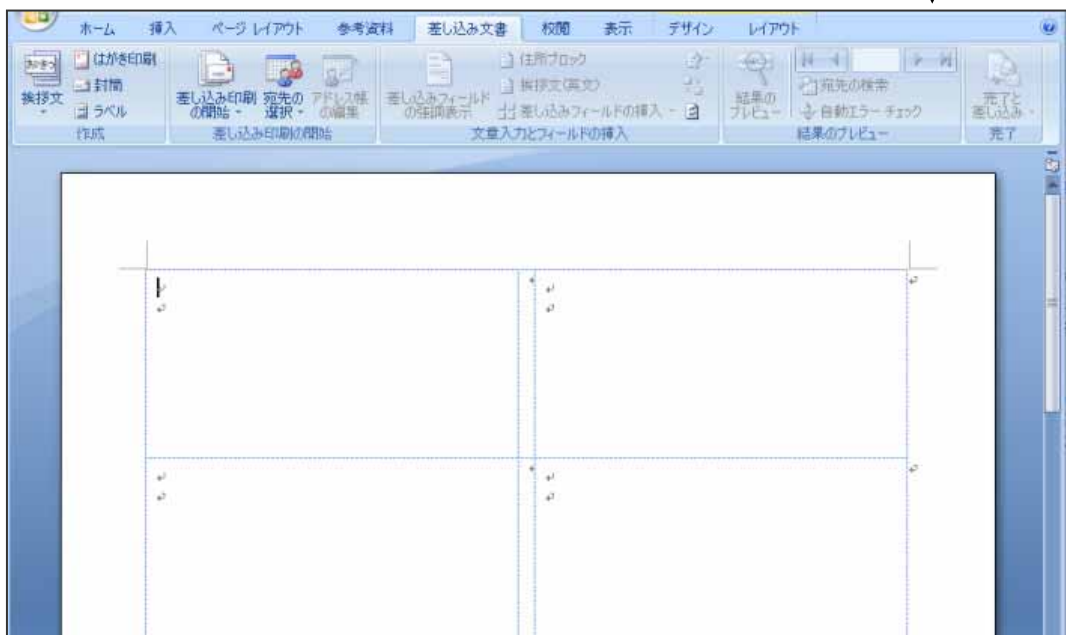 ホーム 挿入 ページ レイアウト 参考資料 差し込み文書 校閲 表示 デザイン レイアウト
挨拶文
はがき印刷
封筒
ラベル
作成
差し込み印刷の開始
宛先の選択
アドレス帳の編集
差し込み印刷の開始
差し込みフィールドの強調表示
住所ブロック
挨拶文(英文)
差し込みフィールドの挿入
文章入力とフィールドの挿入
結果のプレビュー
宛先の検索
自動エラー チェック
結果のプレビュー
完了と差し込み
完了